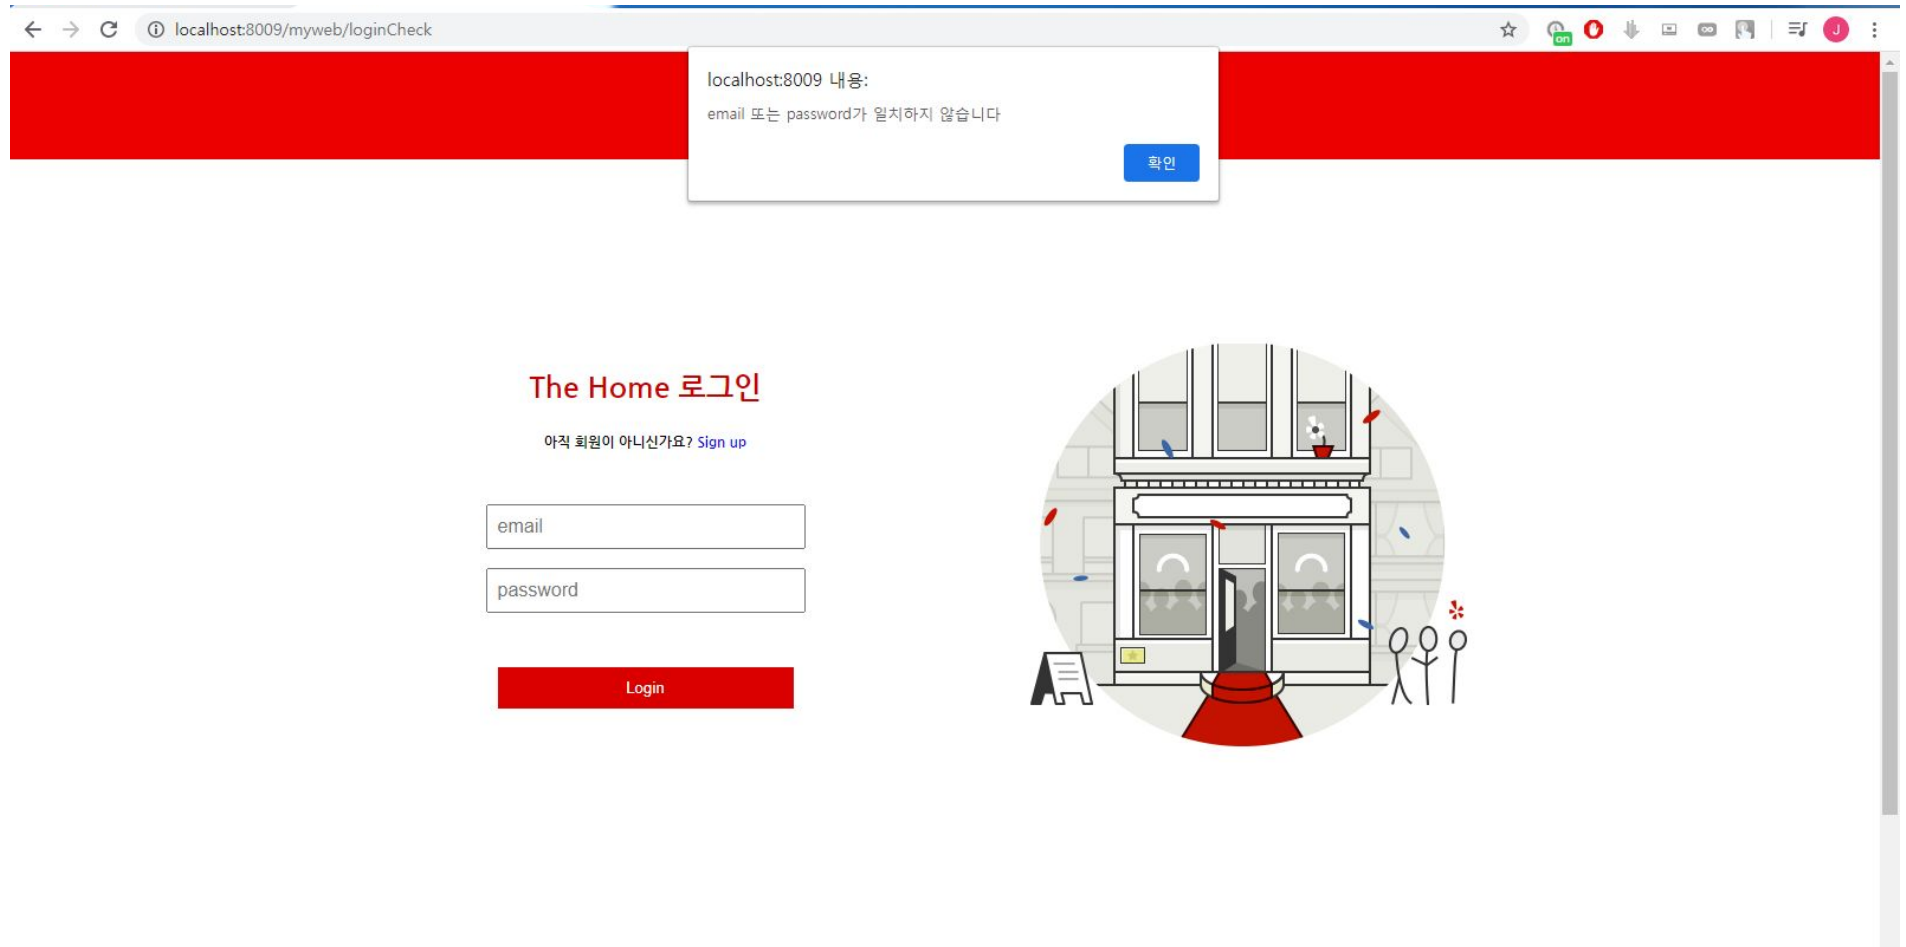 localhost:8009/myweb/loginCheck
on
J
localhost:8009 내용:
email 또는 password가 일치하지 않습니다
확인
The Home 로그인
아직 회원이 아니신가요? Sign up
email
password
Login